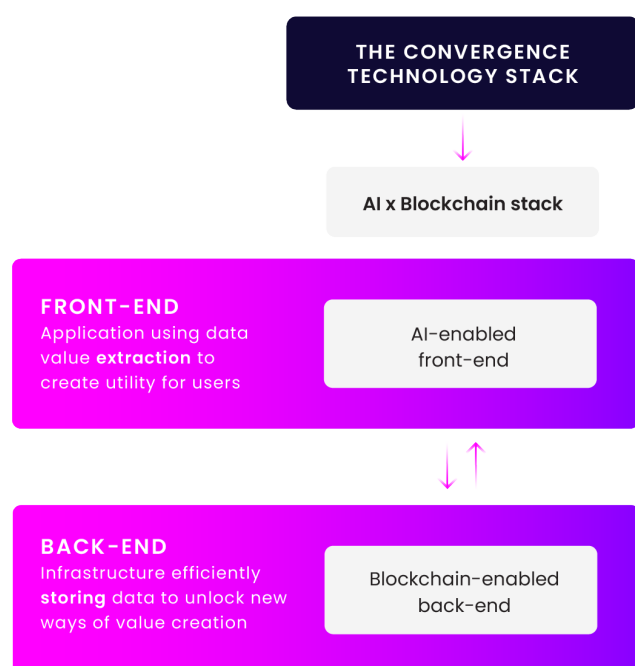 THE CONVERGENCE
TECHNOLOGY STACK
AI x Blockchain stack
FRONT-END
Application using data
value extraction to
create utility for users
AI-enabled
front-end
BACK-END
Infrastructure efficiently
storing data to unlock new
ways of value creation
Blockchain-enabled
back-end